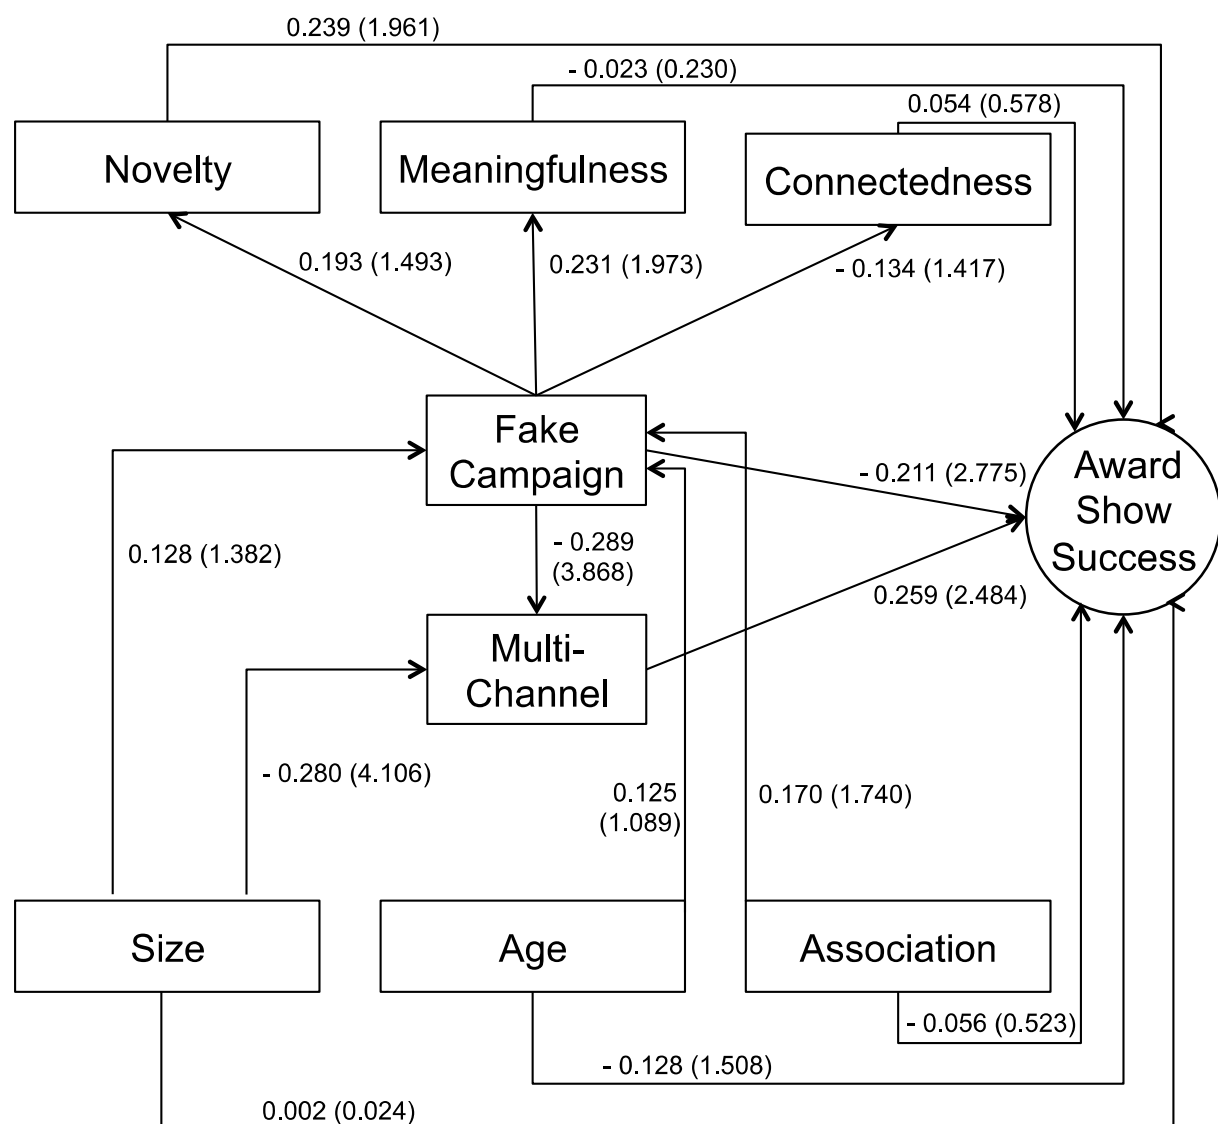 0.239 (1.961)
- 0.023 (0.230)
0.054 (0.578)
Novelty
Meaningfulness
Connectedness
0.193 (1.493)
0.231 (1.973)
- 0.134 (1.417)
Fake
Campaign
- 0.211 (2.775)
Award
Show
Success
0.128 (1.382)
- 0.289
(3.868)
0.259 (2.484)
Multi-
Channel
- 0.280 (4.106)
0.125
(1.089)
0.170 (1.740)
Size
Age
Association
- 0.056 (0.523)
- 0.128 (1.508)
0.002 (0.024)